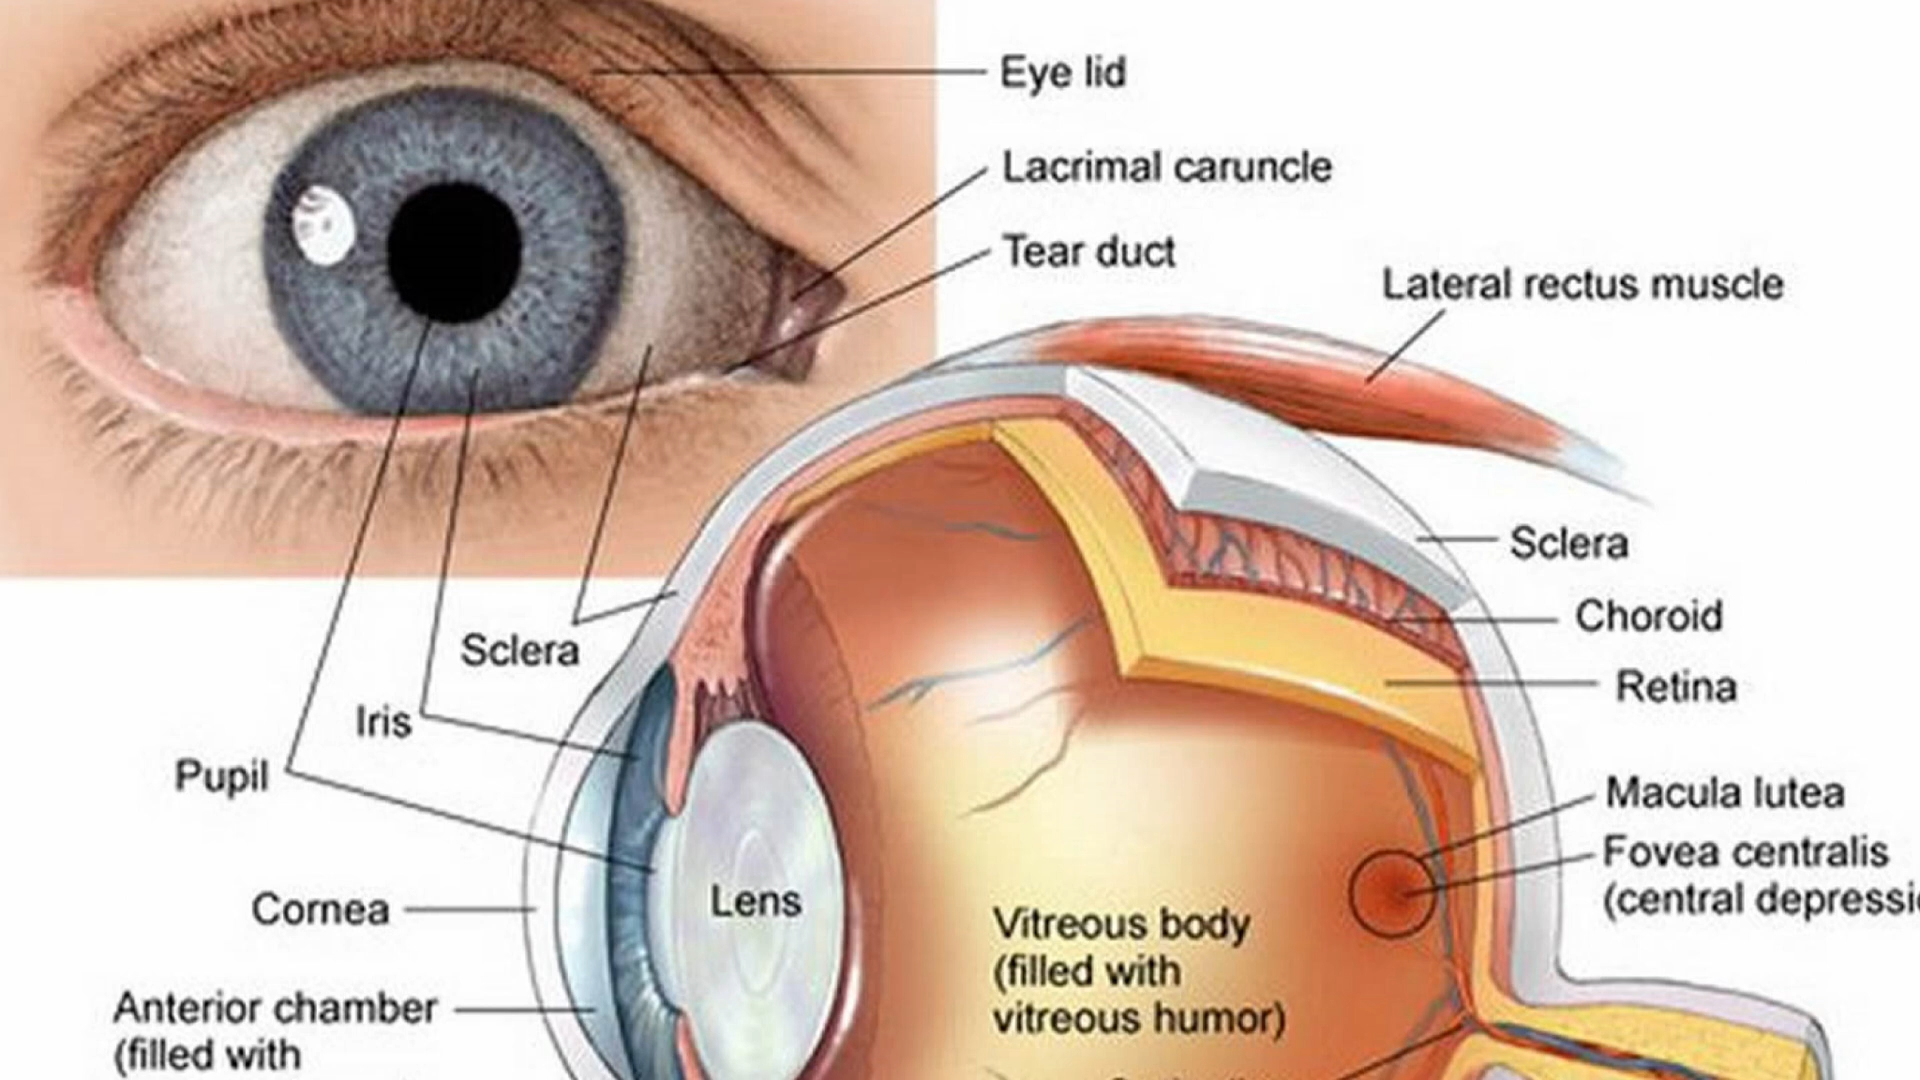 Eye lid
Lacrimal caruncle
Tear duct
Lateral rectus muscle
Sclera
Choroid
Retina
Sclera
Iris
Pupil
Macula lutea
Fovea centralis
(central
Cornea
Lens
Vitreous body
(filled with
vitreous humor)
Anterior chamber
(filled with